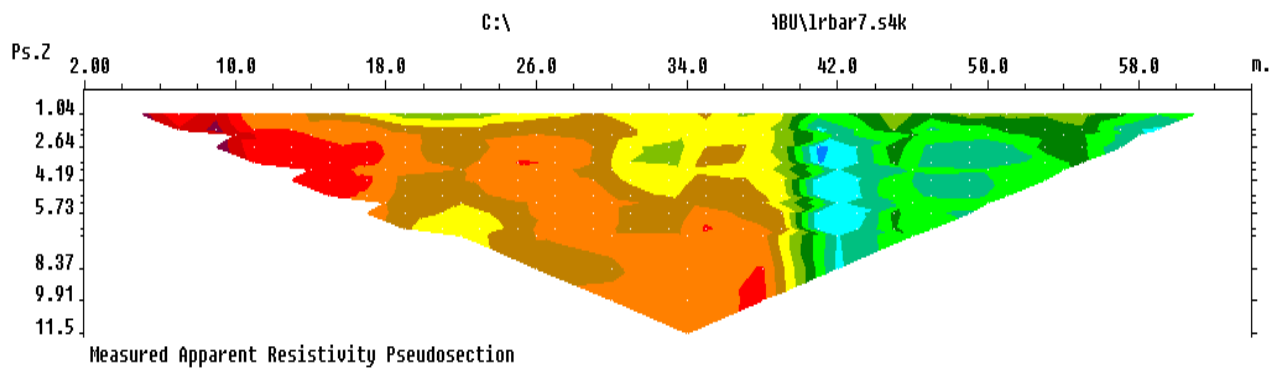 C:\ ABU\lrbar7.s4k
Ps.Z 2.00 10.0 18.0 26.0 34.0 42.0 50.0 58.0 m.
1.04
2.64
4.19
5.73
8.37
9.91
11.5
Measured Apparent Resistivity Pseudosection